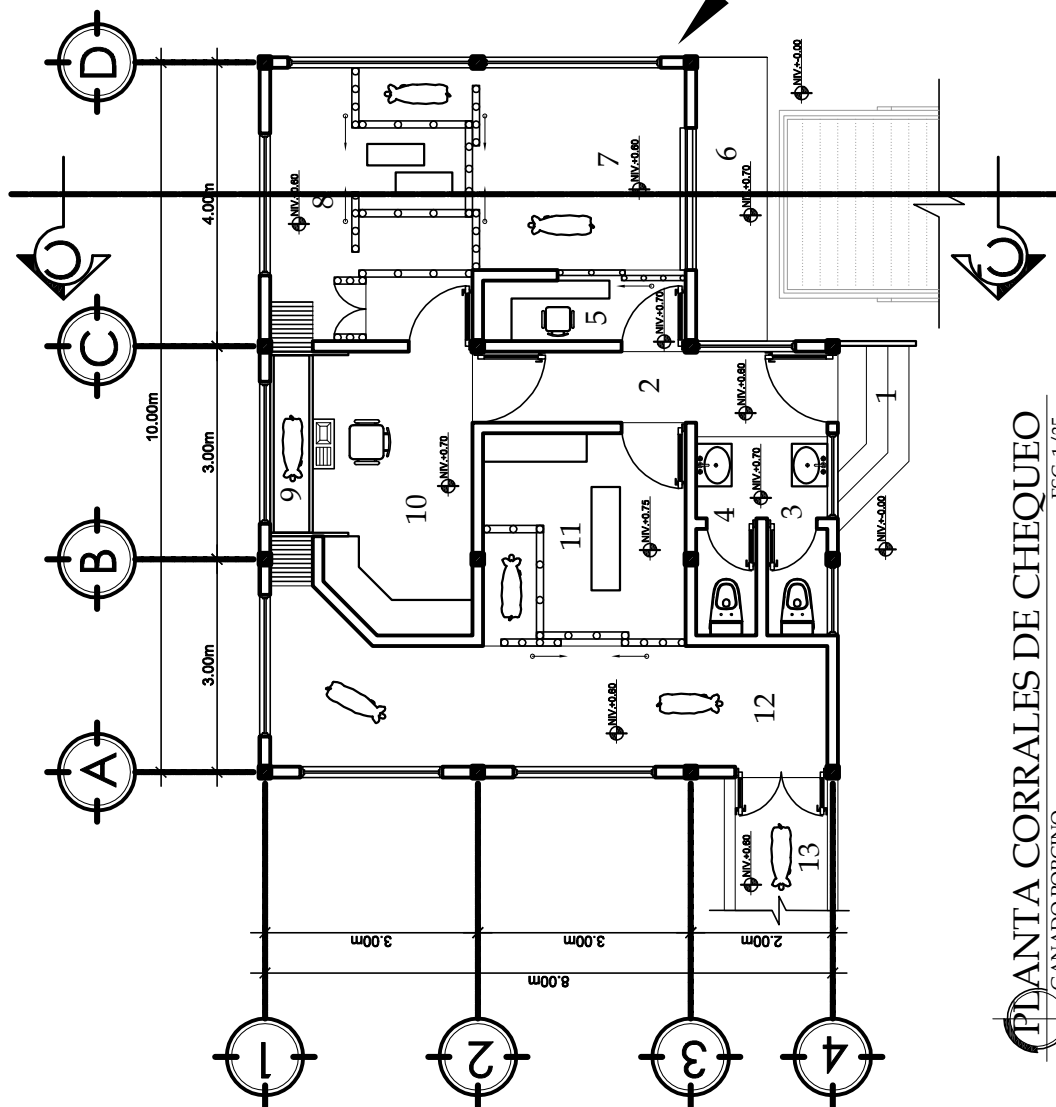 D
C
B
A
10.00m
4.00m
3.00m
3.00m
C
C
1
2
3
4
3.00m
3.00m
2.00m
8.00m
NIV.+-0.00
NIV.+0.60
8
7
NIV.+0.60
6
NIV.+0.70
5
NIV.+0.70
2
NIV.+0.60
1
9
10
NIV.+0.70
11
NIV.+0.75
4
NIV.+0.70
3
NIV.+-0.00
12
NIV.+0.60
13
NIV.+0.60
PLANTA CORRALES DE CHEQUEO
GANADO PORCINO
ESC. 1/25